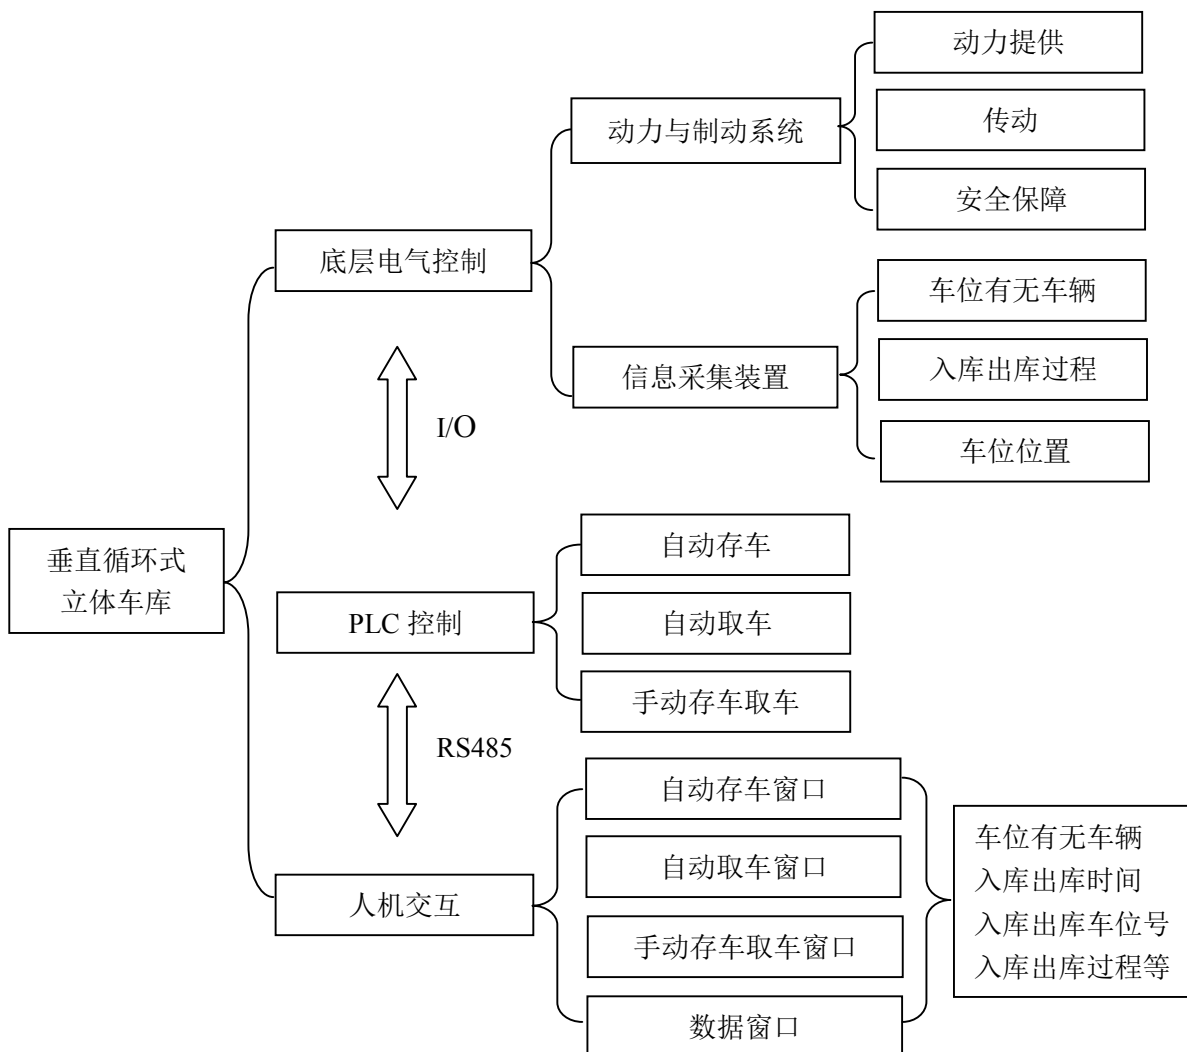 动力提供
动力与制动系统
传动
安全保障
底层电气控制
车位有无车辆
信息采集装置
入库出库过程
I/O
车位位置
垂直循环式
立体车库
自动存车
PLC 控制
自动取车
手动存车取车
RS485
自动存车窗口
自动取车窗口
人机交互
手动存车取车窗口
数据窗口
车位有无车辆
入库出库时间
入库出库车位号
入库出库过程等